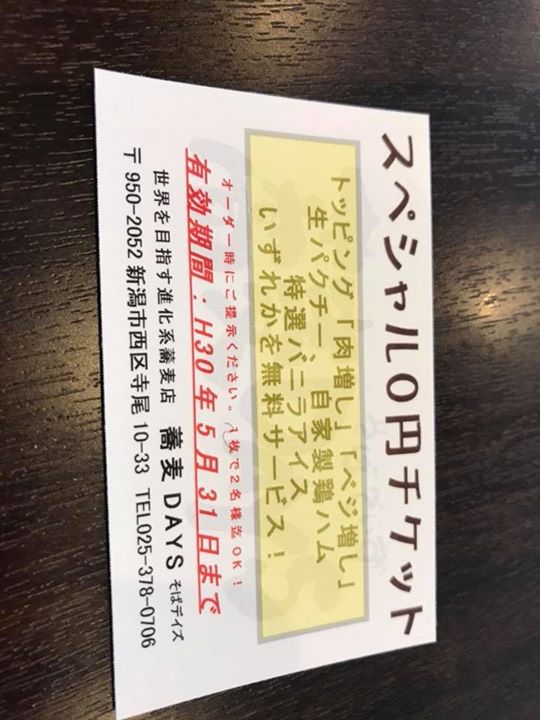 スペシャル0円チケット
トッピング「肉増し」「ベジ増し」
生パクチー、自家製鶏ハム
特選バニラアイス
いずれかを無料サービス!
オーダー時にご提示ください。1枚で2名様迄OK!
有効期間:H30年5月31日まで
世界を目指す進化系蕎麦店 蕎麦DAYS そばデイズ
〒950-2052 新潟市西区寺尾10-33 TEL025-378-0706